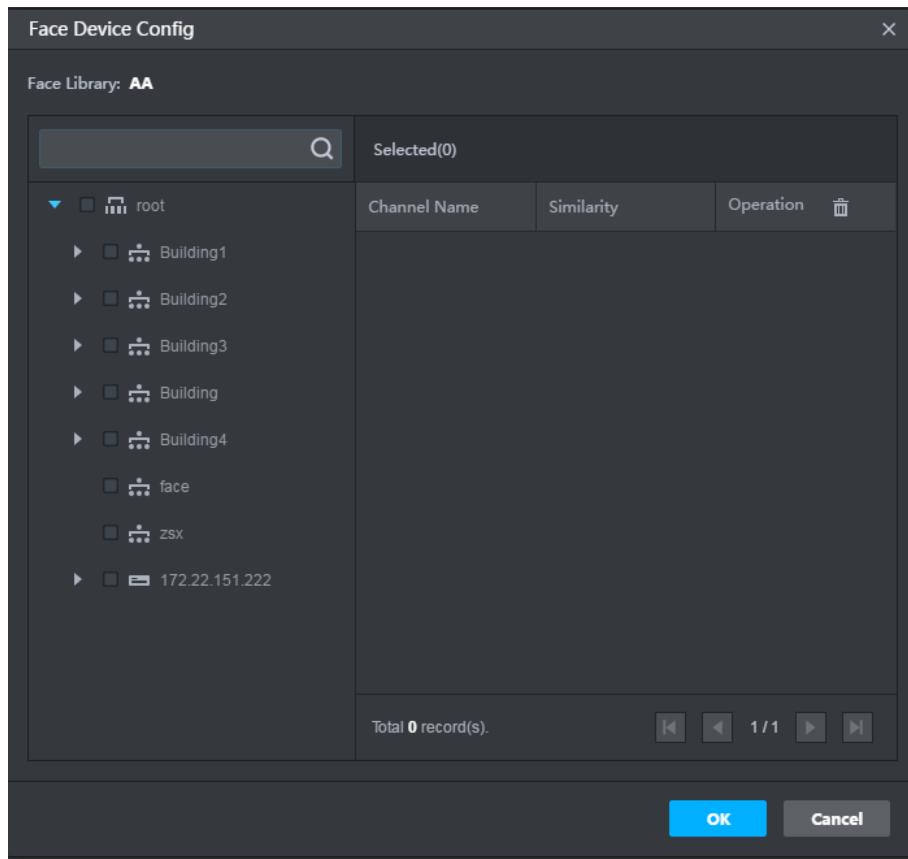 Face Device Config
Face Library: AA
Selected(0)
Channel Name Similarity Operation
root
Building1
Building2
Building3
Building
Building4
face
zsx
172.22.151.222
Total 0 record(s). 1 / 1
OK Cancel